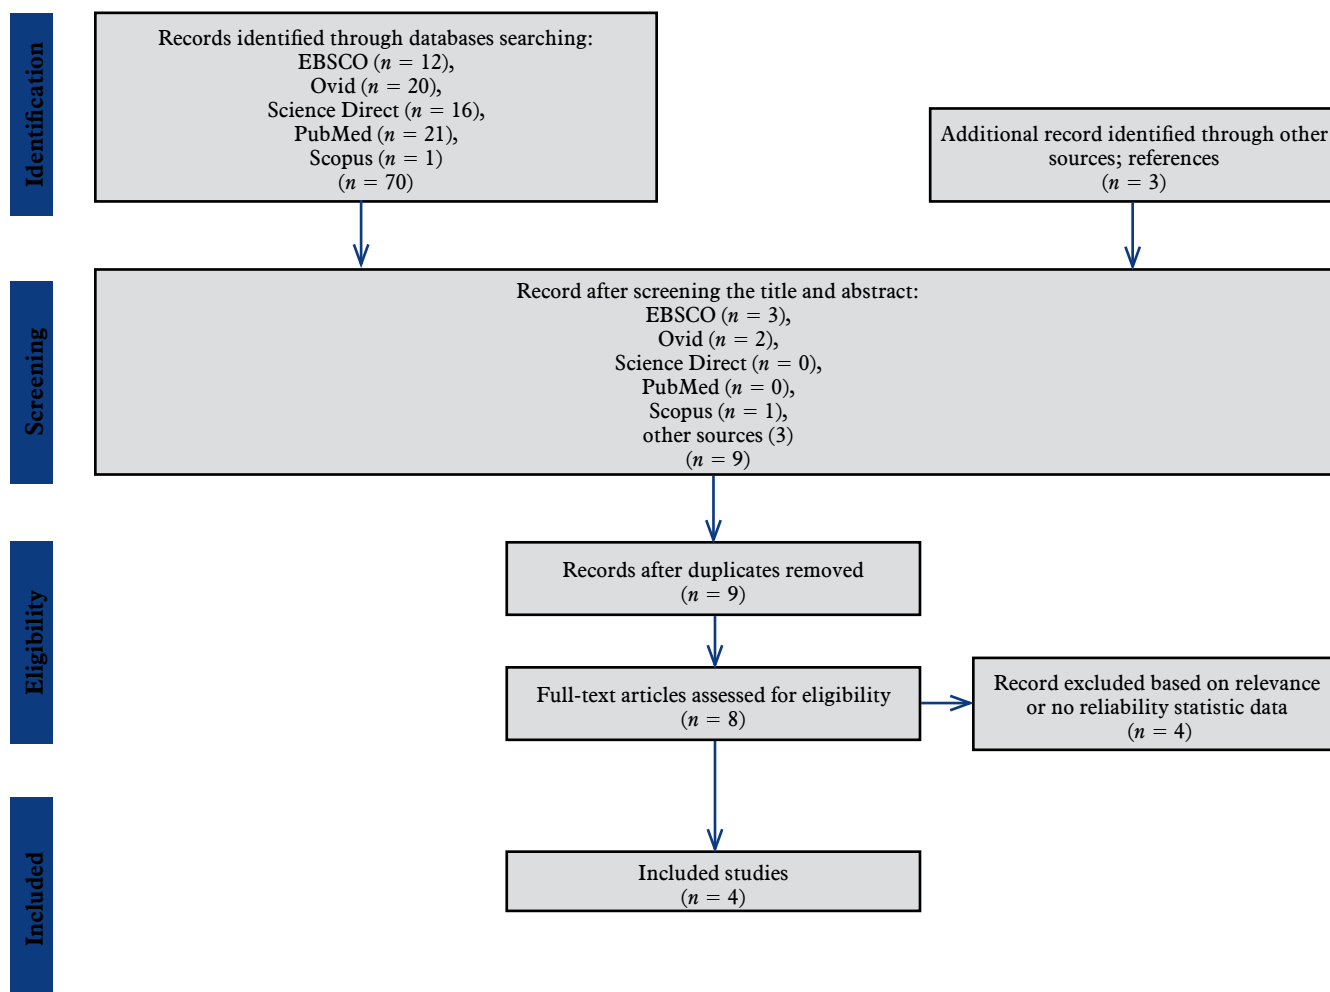 Identification
Records identified through databases searching:
EBSCO (n = 12),
Ovid (n = 20),
Science Direct (n = 16),
PubMed (n = 21),
Scopus (n = 1)
(n = 70)
Additional record identified through other
sources; references
(n = 3)
Screening
Record after screening the title and abstract:
EBSCO (n = 3),
Ovid (n = 2),
Science Direct (n = 0),
PubMed (n = 0),
Scopus (n = 1),
other sources (3)
(n = 9)
Eligibility
Records after duplicates removed
(n = 9)
Full-text articles assessed for eligibility
(n = 8)
Record excluded based on relevance
or no reliability statistic data
(n = 4)
Included
Included studies
(n = 4)